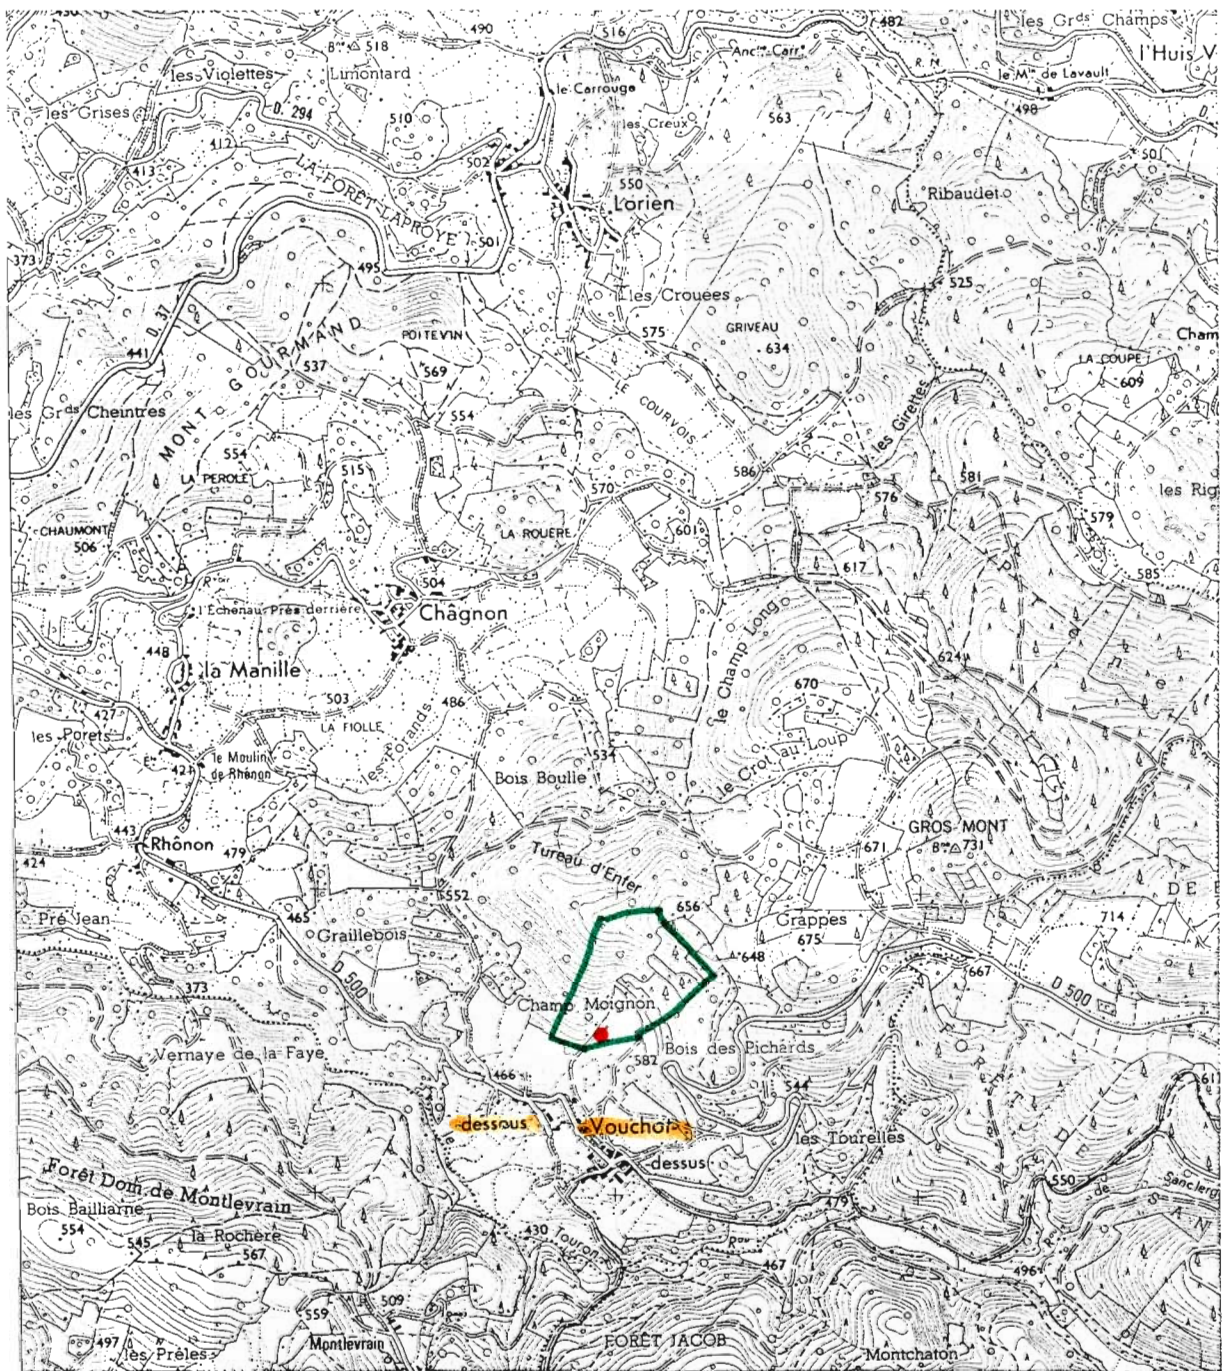 490
516
482
les Grds Champs
518
Ancne Carre
R. N.
l'Huis V
les Violettes
Limontard
le Carrouge
le Min de Lavault
les Grises
D. 294
510
les Creux
563
498
412
413
502
501
LA FORÊT LAPROYE
550
Lorien
Ribaudet
501
373
495
525
les Crouées
D. 37
POITEVIN
575
GRIVEAU
634
441
MONT GOURMAND
537
569
LA COUPE
609
Cham
les Grds Cheintres
554
LE COURVOIS
les Girettes
554
515
LA PEROLE
586
581
570
576
les Rig
CHAUMONT
506
LA ROUERE
601
579
504
617
585
l'Echenau
Prés derrière
Châgnon
le Champ Long
448
la Manille
624
670
503
486
427
LA FIOLLE
les Porets
les Rolands
534
le Moulin
de Rhénon
421
Bois Boulle
le Crot au Loup
443
GROS MONT
731
424
Rhônon
479
671
Tureau d'Enfer
552
656
DE
Pré Jean
465
Grappes
714
Graillebois
675
648
D 500
667
D 500
373
Champ Moignon
Vernaye de la Faye
582
Bois des Pichards
466
544
617
-dessous
Vouchot
les Tourelles
-dessus
Forêt Dom. de Montlevrain
550
Bois Bailliarne
479
554
la Rochère
545
567
430
Touron
467
496
559
509
497
les Prêles
Montlevrain
FORÊT JACOB
Montchaton